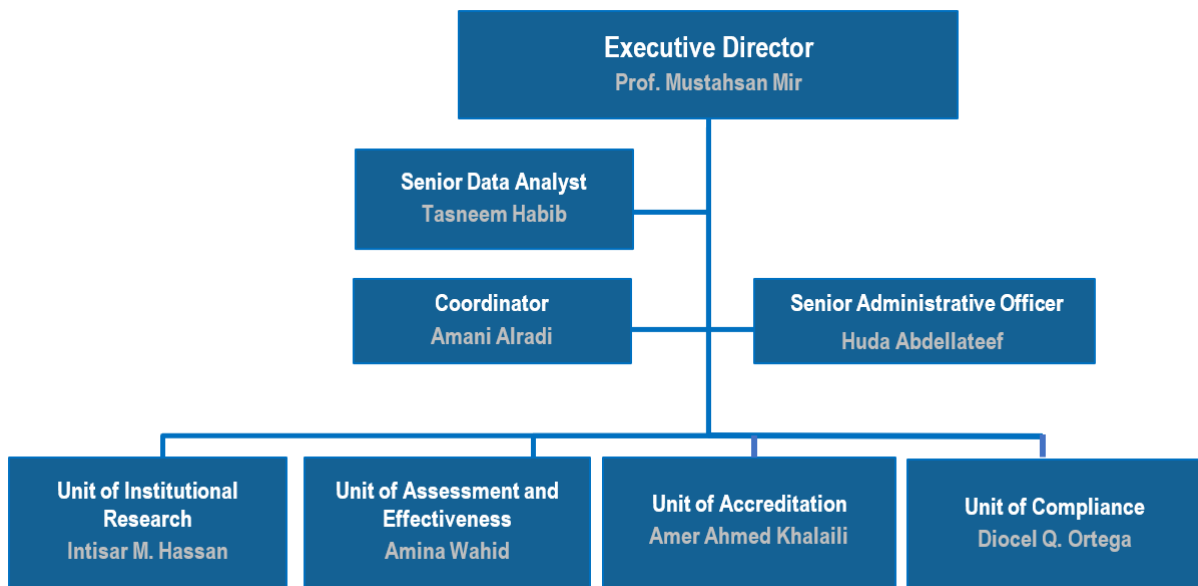 Executive Director
Prof. Mustahsan Mir
Senior Data Analyst
Tasneem Habib
Coordinator
Amani Alradi
Senior Administrative Officer
Huda Abdellateef
Unit of Institutional
Research
Intisar M. Hassan
Unit of Assessment and
Effectiveness
Amina Wahid
Unit of Accreditation
Amer Ahmed Khalaili
Unit of Compliance
Diocel Q. Ortega